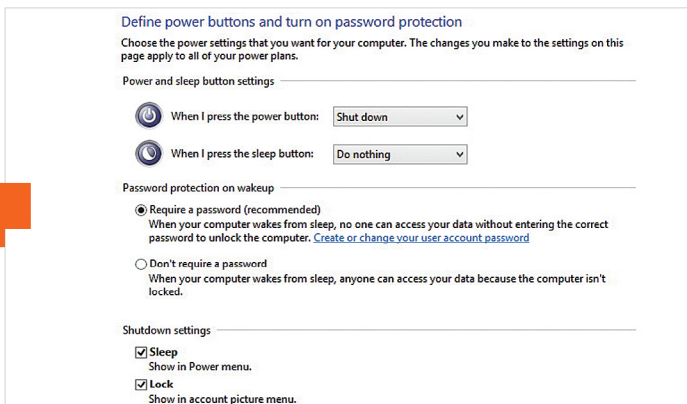 Define power buttons and turn on password protection
Choose the power settings that you want for your computer. The changes you make to the settings on this
page apply to all of your power plans.
Power and sleep button settings
When I press the power button: Shut down
When I press the sleep button: Do nothing
Password protection on wakeup
Require a password (recommended)
When your computer wakes from sleep, no one can access your data without entering the correct
password to unlock the computer. Create or change your user account password
Don't require a password
When your computer wakes from sleep, anyone can access your data because the computer isn't
locked.
Shutdown settings
Sleep
Show in Power menu.
Lock
Show in account picture menu.